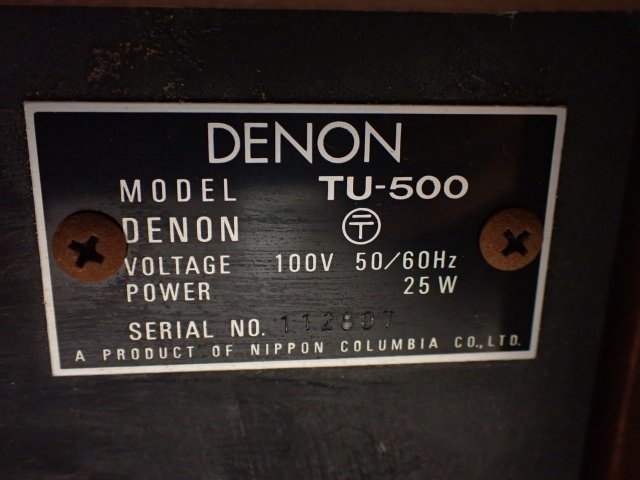 DENON
MODEL TU-500
DENON 〶
VOLTAGE 100V 50/60Hz
POWER 25W
SERIAL NO. 112807
A PRODUCT OF NIPPON COLUMBIA CO., LTD.